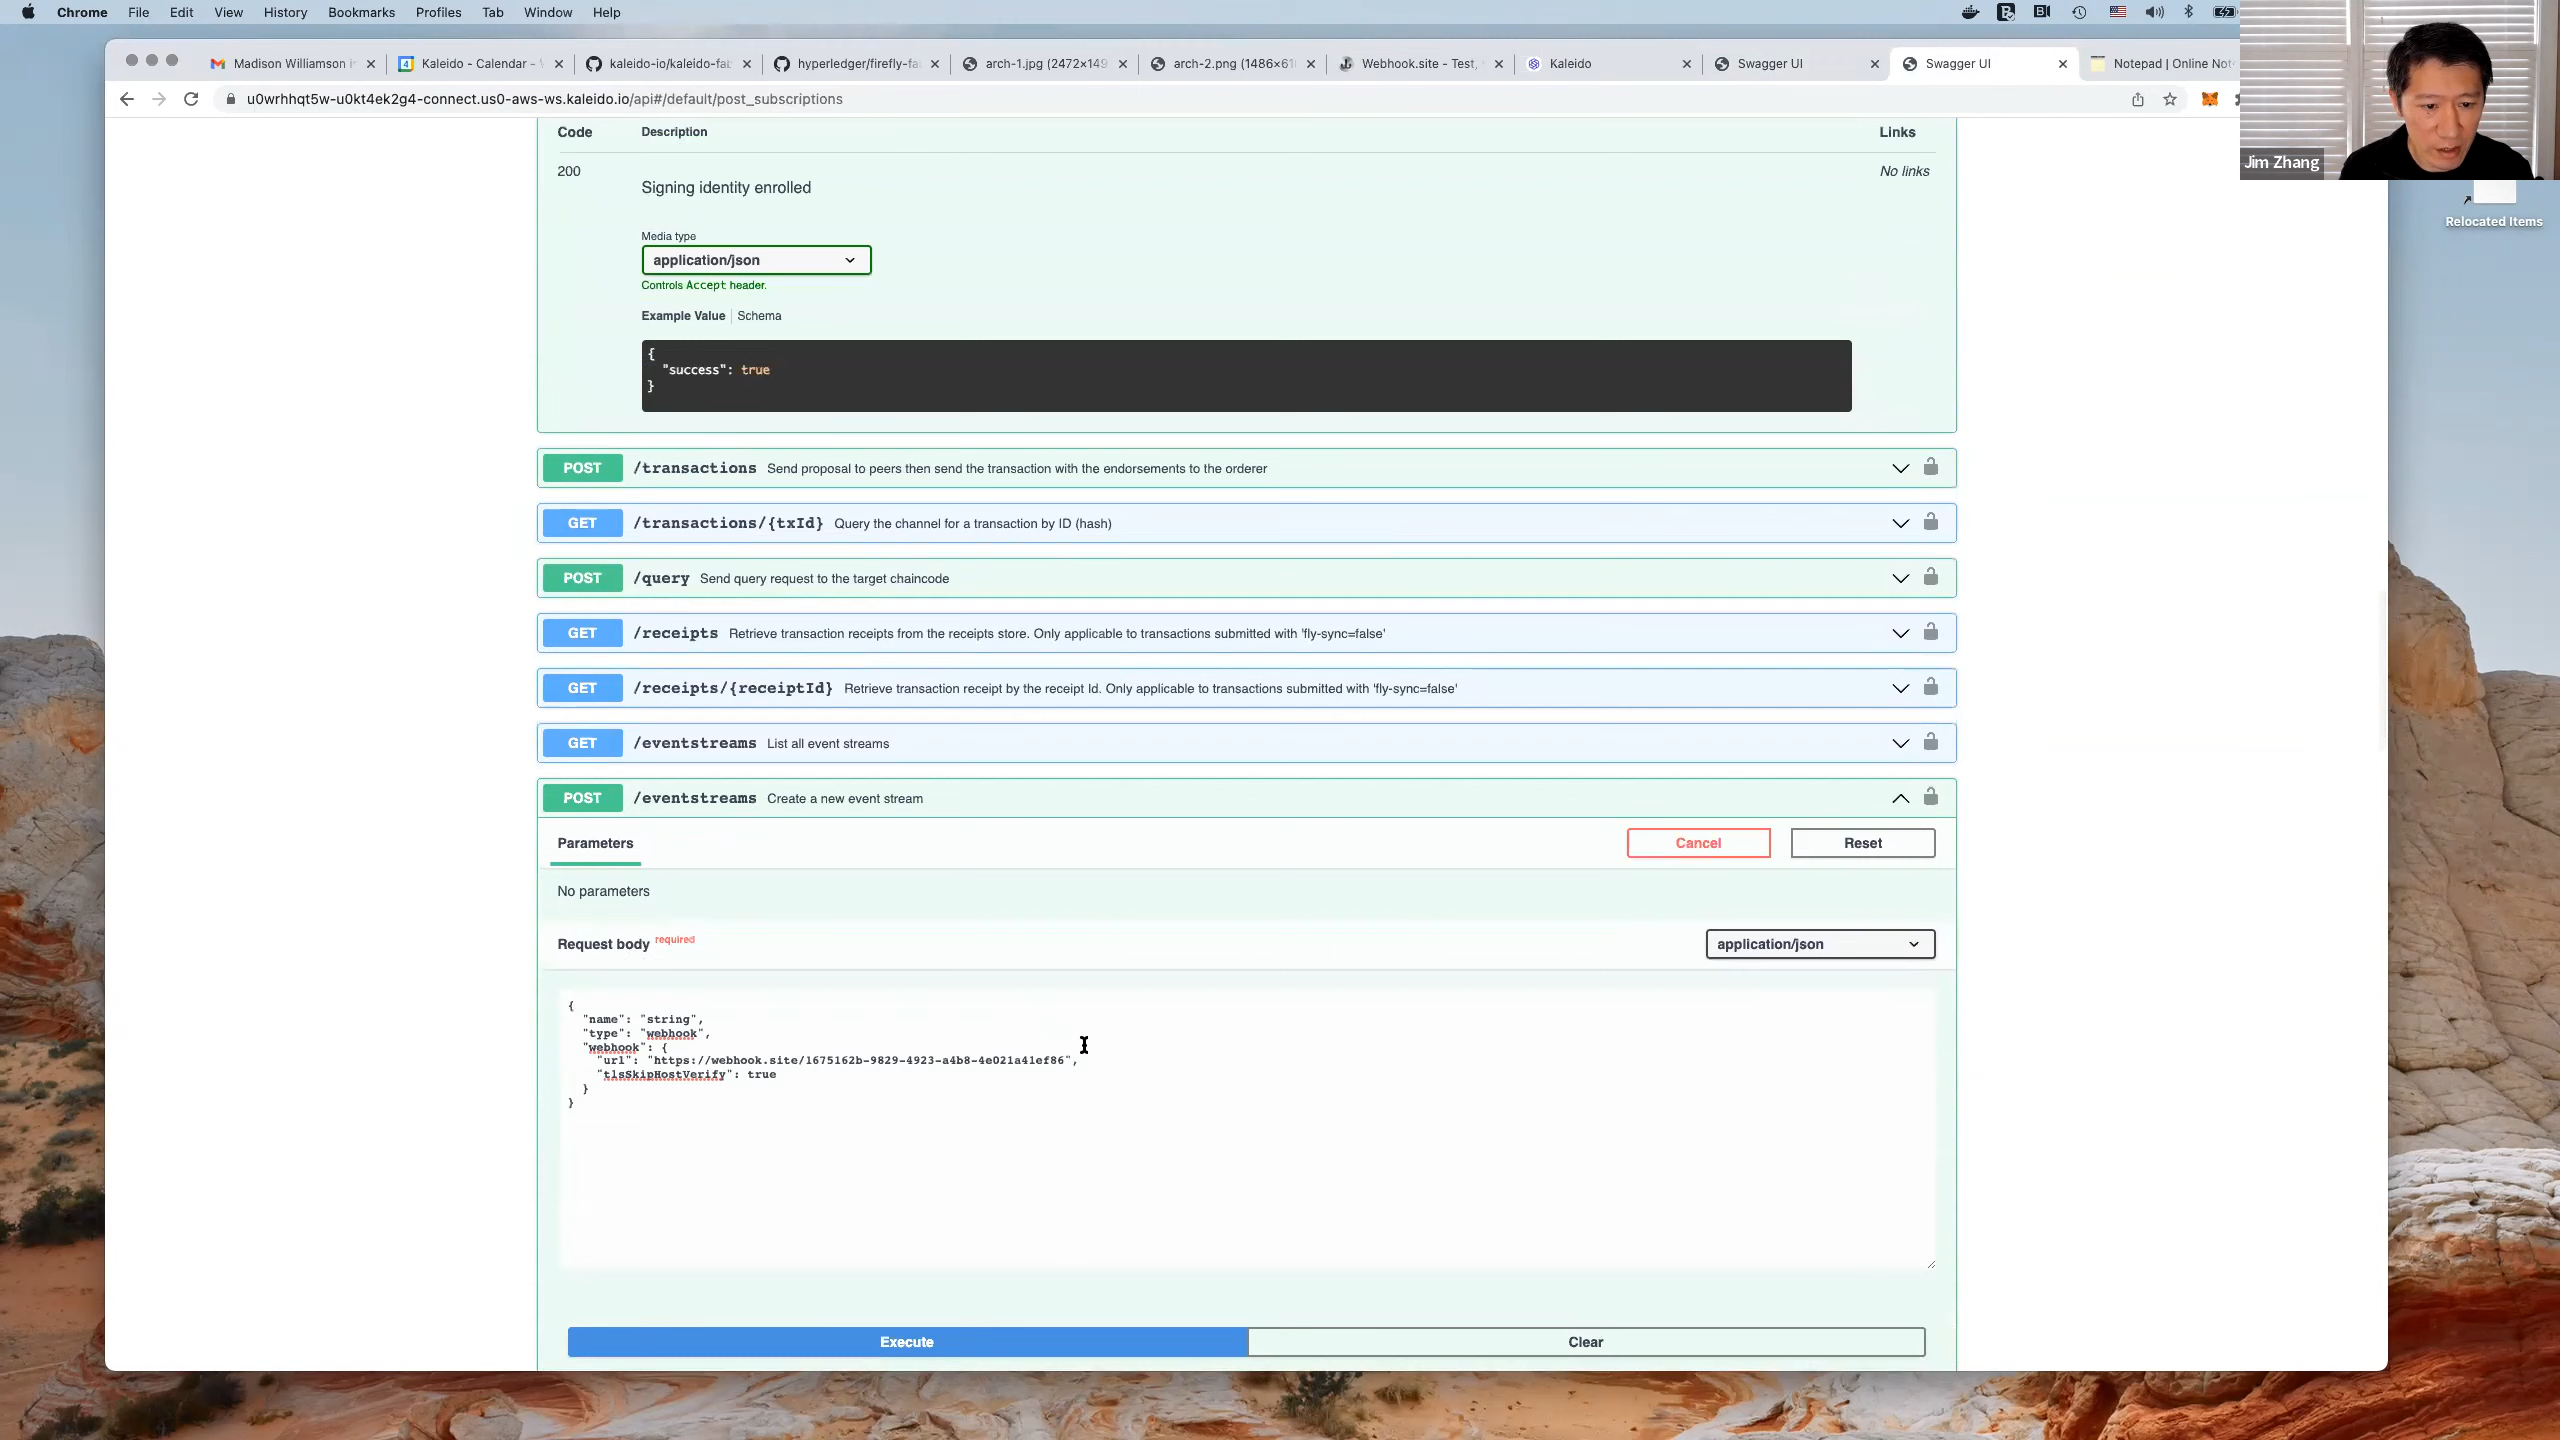 Chrome File Edit View History Bookmarks Profiles Tab Window Help
Madison Williamson
Kaleido - Calendar -
kaleido-io/kaleido-fab
hyperledger/firefly-fa
arch-1.jpg (2472×149
arch-2.png (1486×61
Webhook.site - Test,
Kaleido
Swagger UI
Swagger UI
Notepad | Online Not
u0wrhhqt5w-u0kt4ek2g4-connect.us0-aws-ws.kaleido.io/api#/default/post_subscriptions
Jim Zhang
Relocated Items
Code Description Links
200 Signing identity enrolled No links
Media type
application/json
Controls Accept header.
Example Value Schema
{
"success": true
}
POST /transactions Send proposal to peers then send the transaction with the endorsements to the orderer
GET /transactions/{txId} Query the channel for a transaction by ID (hash)
POST /query Send query request to the target chaincode
GET /receipts Retrieve transaction receipts from the receipts store. Only applicable to transactions submitted with 'fly-sync=false'
GET /receipts/{receiptId} Retrieve transaction receipt by the receipt Id. Only applicable to transactions submitted with 'fly-sync=false'
GET /eventstreams List all event streams
POST /eventstreams Create a new event stream
Parameters Cancel Reset
No parameters
Request body required application/json
{
"name": "string",
"type": "webhook",
"webhook": {
"url": "https://webhook.site/1675162b-9829-4923-a4b8-4e021a41ef86",
"tlsSkipHostVerify": true
}
}
Execute Clear